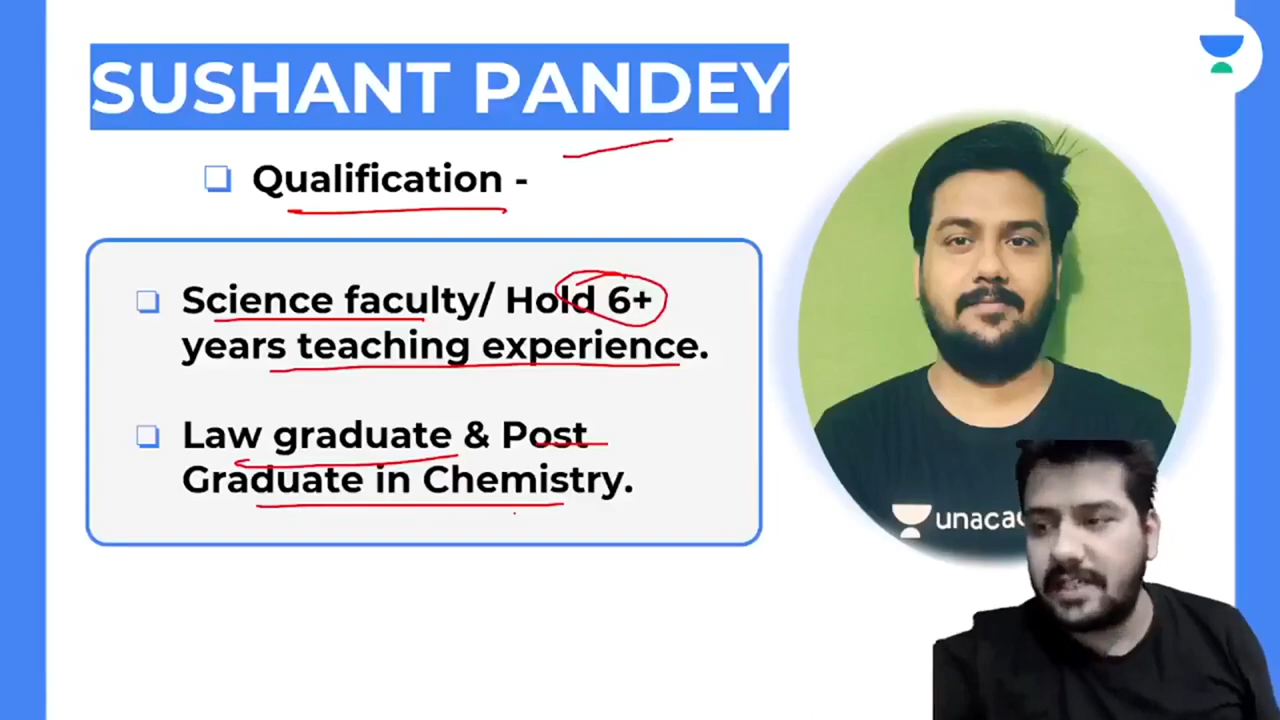 SUSHANT PANDEY
Qualification -
Science faculty/ Hold 6+
years teaching experience.
Law graduate & Post
Graduate in Chemistry.
unaca